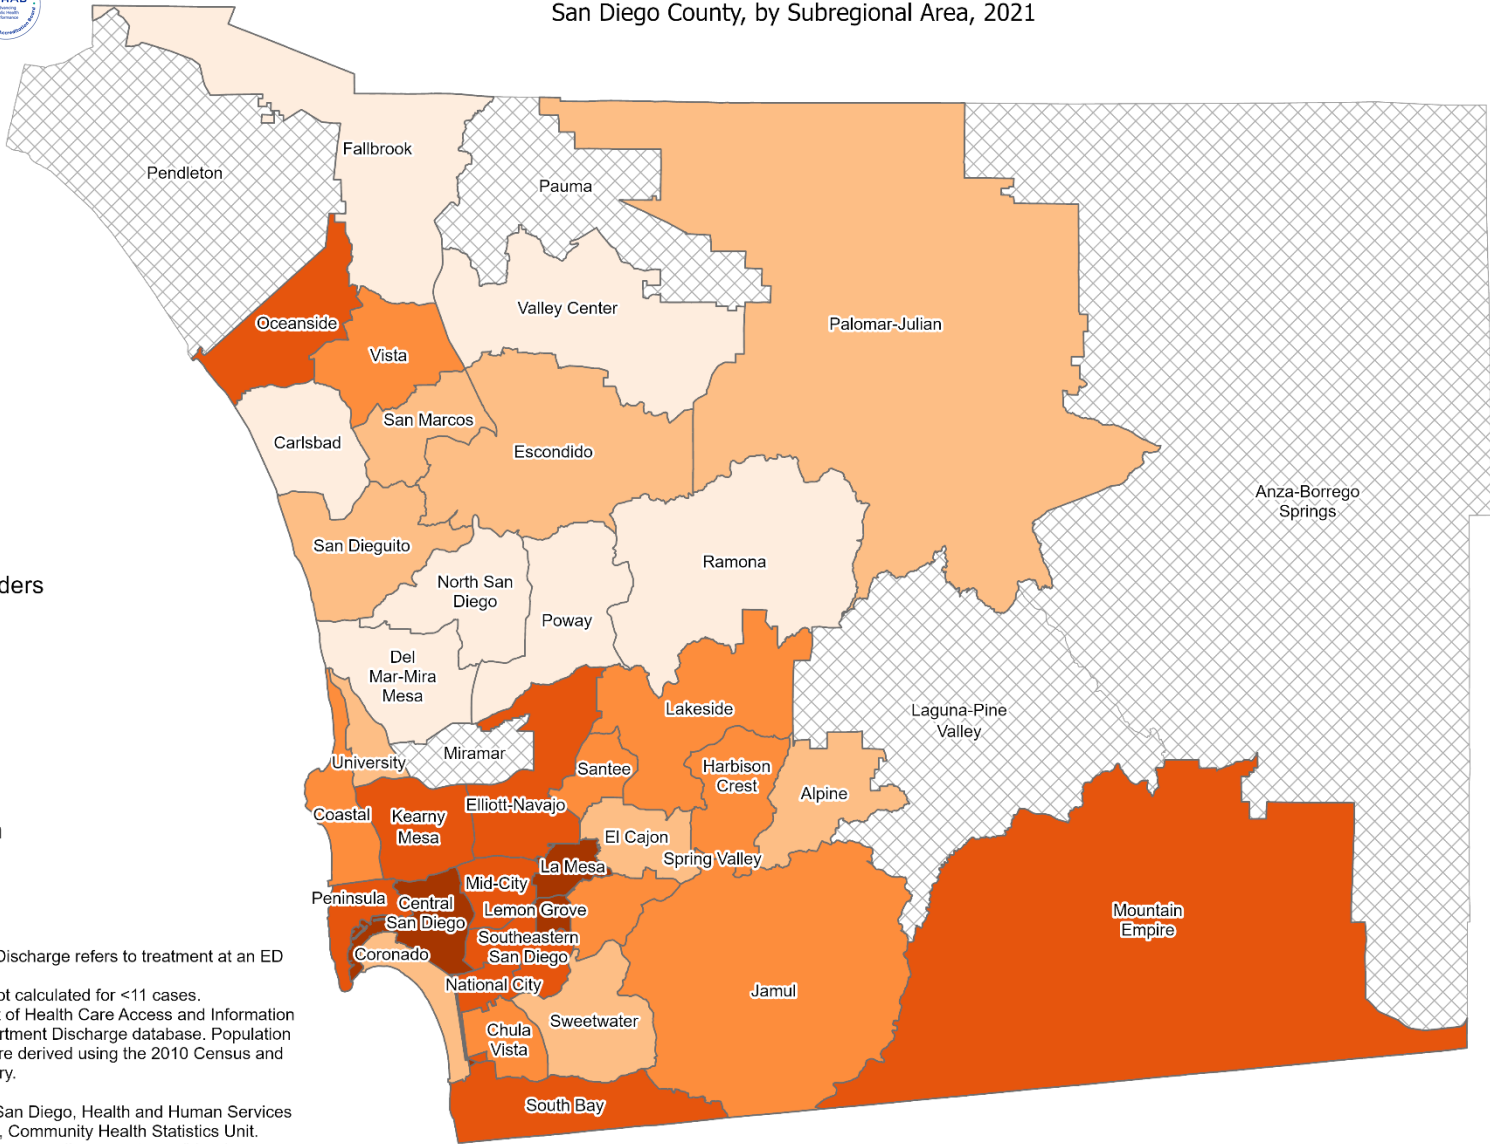 San Diego County, by Subregional Area, 2021
Fallbrook
Pendleton
Pauma
Valley Center
Oceanside
Palomar-Julian
Vista
San Marcos
Carlsbad
Escondido
Anza-Borrego
Springs
San Dieguito
Ramona
ders
North San
Diego
Poway
Del
Mar-Mira
Mesa
Lakeside
Laguna-Pine
Valley
Miramar
University
Santee
Harbison
Crest
Alpine
Elliott-Navajo
Coastal
Kearny
Mesa
El Cajon
Spring Valley
La Mesa
Mid-City
Peninsula
Central
San Diego
Lemon Grove
Mountain
Empire
Southeastern
San Diego
Coronado
Discharge refers to treatment at an ED
National City
Jamul
ot calculated for <11 cases.
t of Health Care Access and Information
rtment Discharge database. Population
re derived using the 2010 Census and
ry.
Sweetwater
Chula
Vista
South Bay
San Diego, Health and Human Services
, Community Health Statistics Unit.